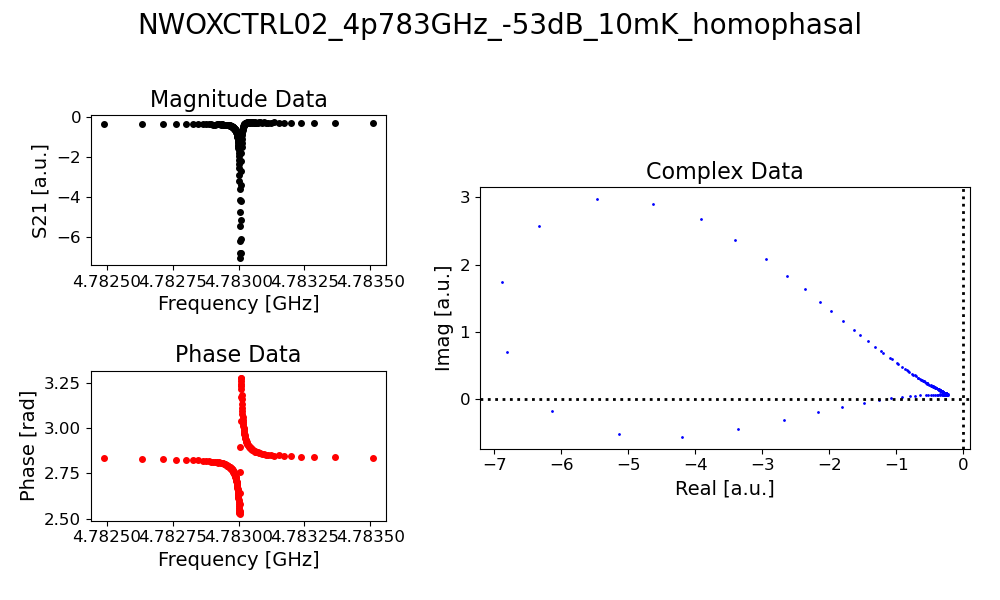 NWOXCTRL02_4p783GHz_-53dB_10mK_homophasal
Magnitude Data
S21 [a.u.]
0
−2
−4
−6
4.78250 4.78275 4.78300 4.78325 4.78350
Frequency [GHz]
Phase Data
Phase [rad]
3.25
3.00
2.75
2.50
4.78250 4.78275 4.78300 4.78325 4.78350
Frequency [GHz]
Complex Data
Imag [a.u.]
3
2
1
0
−7 −6 −5 −4 −3 −2 −1 0
Real [a.u.]